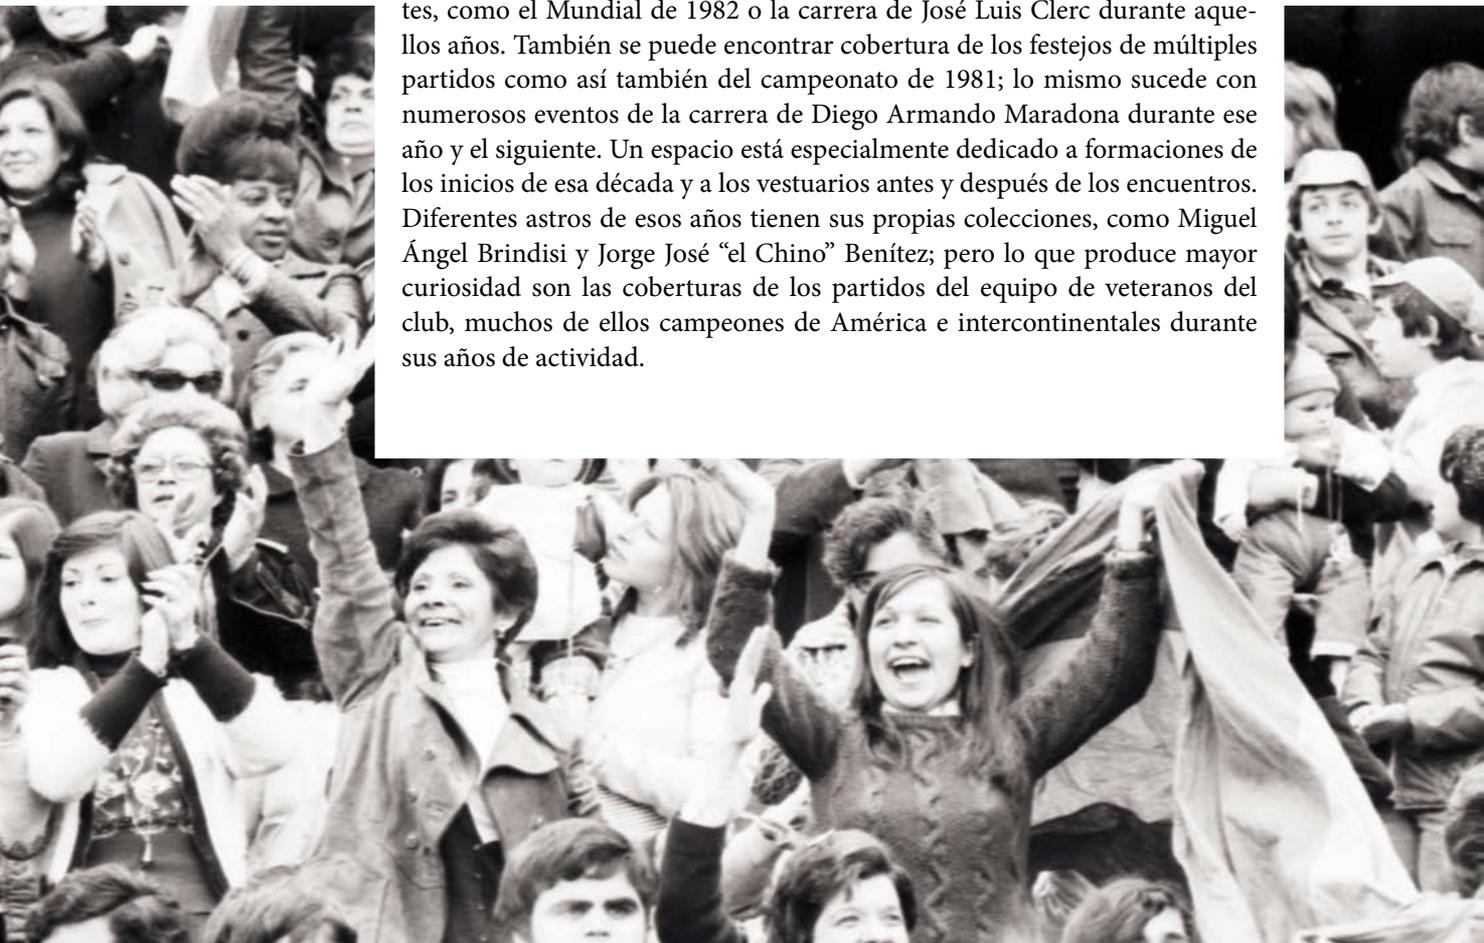 tes, como el Mundial de 1982 o la carrera de José Luis Clerc durante aque-
llos años. También se puede encontrar cobertura de los festejos de múltiples
partidos como así también del campeonato de 1981; lo mismo sucede con
numerosos eventos de la carrera de Diego Armando Maradona durante ese
año y el siguiente. Un espacio está especialmente dedicado a formaciones de
los inicios de esa década y a los vestuarios antes y después de los encuentros.
Diferentes astros de esos años tienen sus propias colecciones, como Miguel
Ángel Brindisi y Jorge José “el Chino” Benítez; pero lo que produce mayor
curiosidad son las coberturas de los partidos del equipo de veteranos del
club, muchos de ellos campeones de América e intercontinentales durante
sus años de actividad.